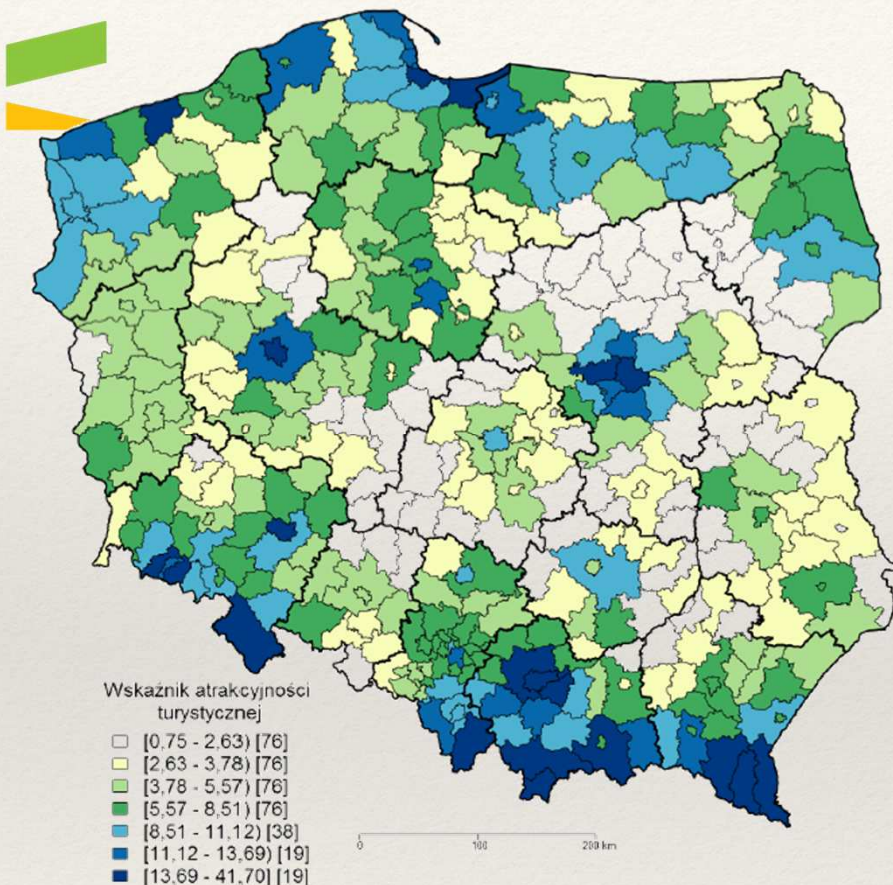 Wskaźnik atrakcyjności
turystycznej
[0,75 - 2,63) [76]
[2,63 - 3,78) [76]
[3,78 - 5,57) [76]
[5,57 - 8,51) [76]
[8,51 - 11,12) [38]
[11,12 - 13,69) [19]
[13,69 - 41,70] [19]
0 100 200 km